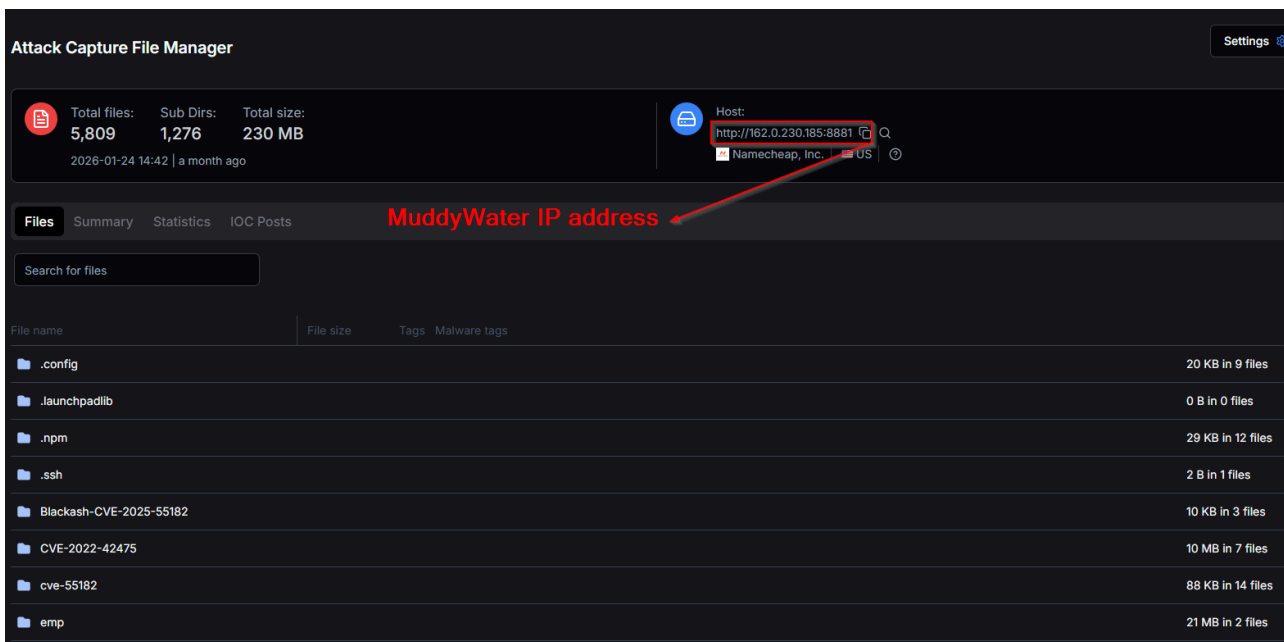 Attack Capture File Manager
Settings
Total files: Sub Dirs: Total size:
5,809 1,276 230 MB
2026-01-24 14:42 | a month ago
Host:
http://162.0.230.185:8881
Namecheap, Inc. US
Files Summary Statistics IOC Posts
MuddyWater IP address
Search for files
File name File size Tags Malware tags
.config 20 KB in 9 files
.launchpadlib 0 B in 0 files
.npm 29 KB in 12 files
.ssh 2 B in 1 files
Blackash-CVE-2025-55182 10 KB in 3 files
CVE-2022-42475 10 MB in 7 files
cve-55182 88 KB in 14 files
emp 21 MB in 2 files